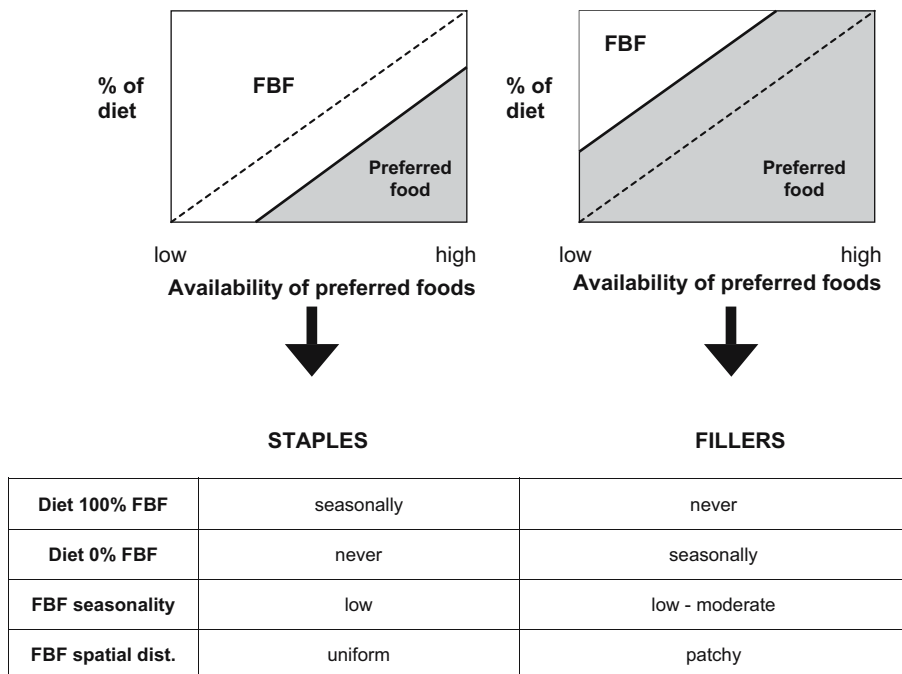 % of
diet
FBF
Preferred
food
low
high
Availability of preferred foods
% of
diet
FBF
Preferred
food
low
high
Availability of preferred foods
STAPLES
FILLERS
Diet 100% FBF seasonally never
Diet 0% FBF never seasonally
FBF seasonality low low - moderate
FBF spatial dist. uniform patchy